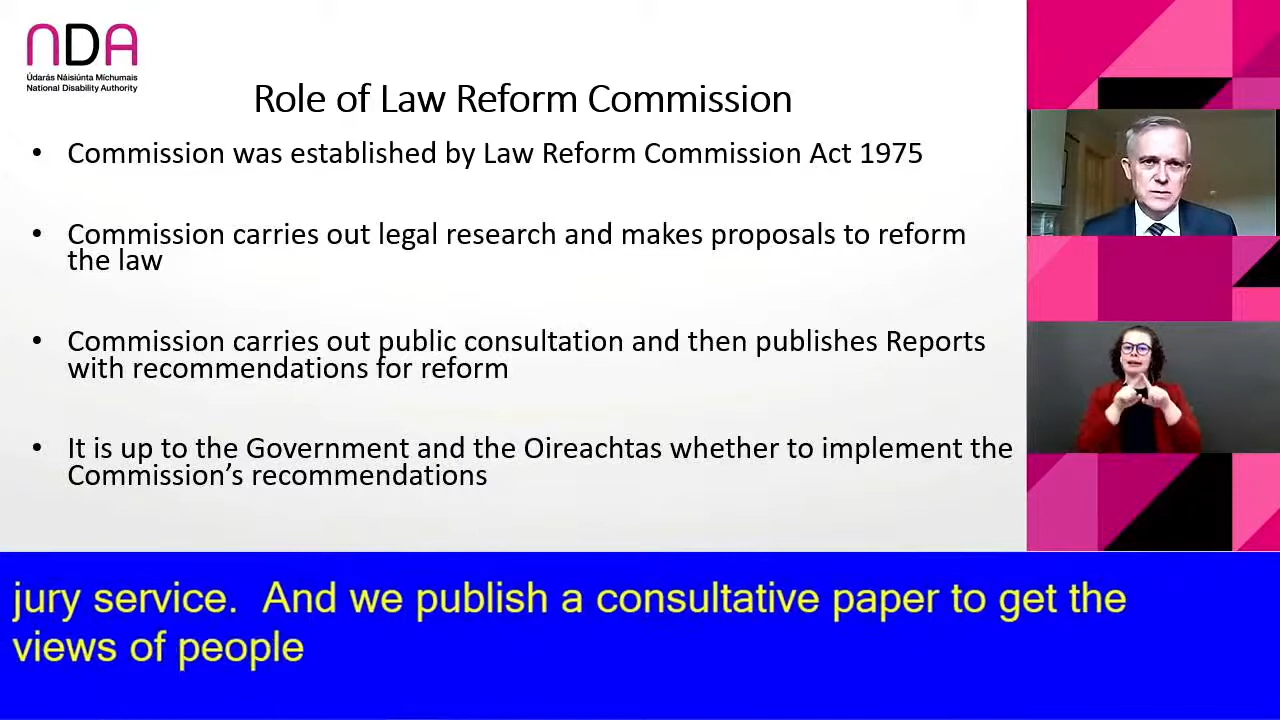 NDA
Údarás Náisiúnta Míchumais
National Disability Authority
Role of Law Reform Commission
• Commission was established by Law Reform Commission Act 1975
• Commission carries out legal research and makes proposals to reform
the law
• Commission carries out public consultation and then publishes Reports
with recommendations for reform
• It is up to the Government and the Oireachtas whether to implement the
Commission’s recommendations
jury service.  And we publish a consultative paper to get the
views of people